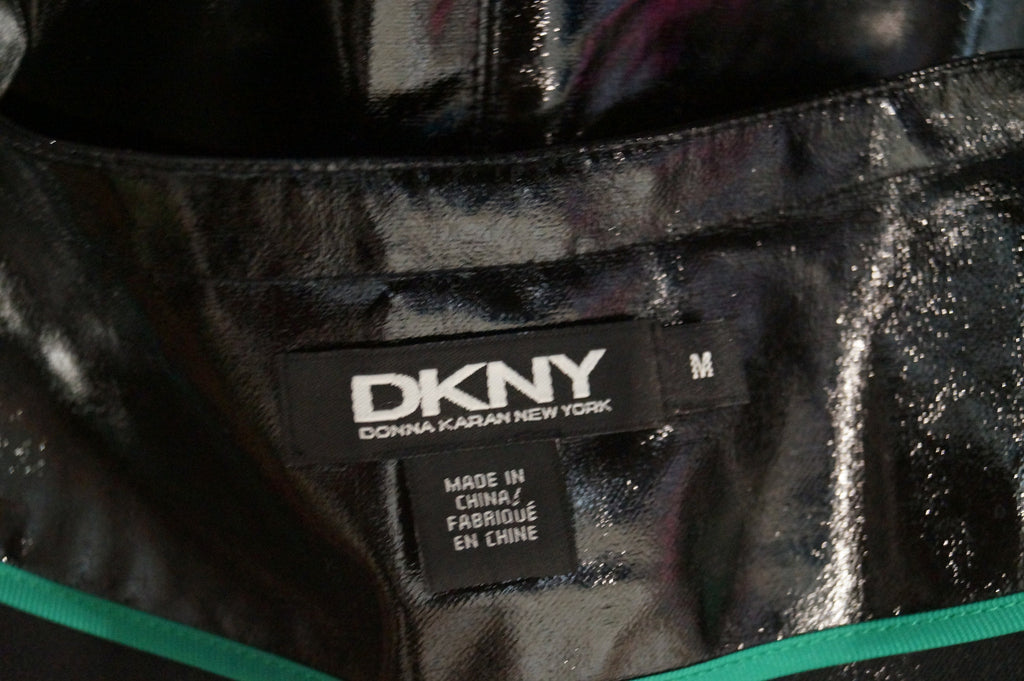 DKNY
DONNA KARAN NEW YORK
M
MADE IN
CHINA/
FABRIQUÉ
EN CHINE